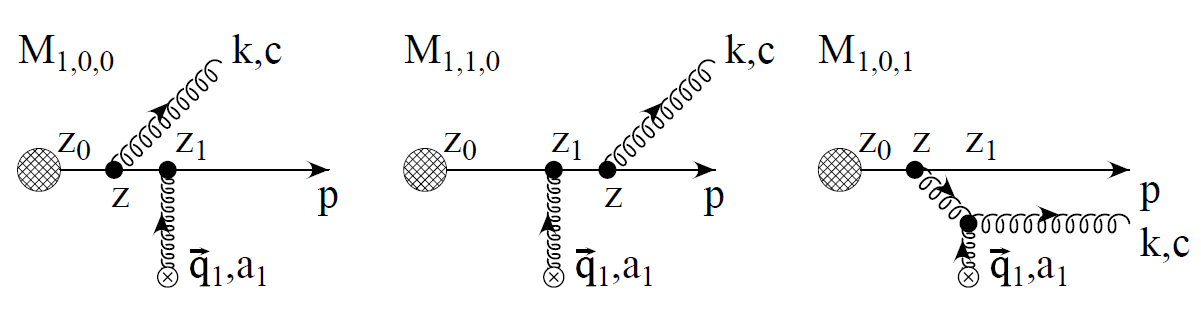 M₁,₀,₀ k,c
z₀ z₁
z p
q⃗₁,a₁
M₁,₁,₀ k,c
z₀ z₁
z p
q⃗₁,a₁
M₁,₀,₁
z₀ z z₁
p
k,c
q⃗₁,a₁